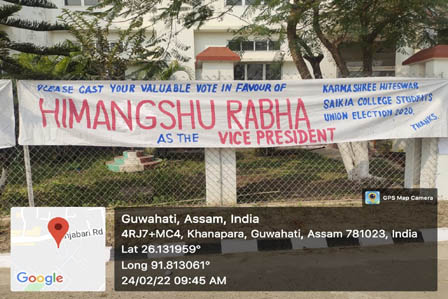 PLEASE CAST YOUR VALUABLE VOTE IN FAVOUR OF
HIMANGSHU RABHA
AS THE VICE PRESIDENT
KARMASHREE HITESWAR
SAIKIA COLLEGE STUDENTS
UNION ELECTION 2020.
THANKS.
GPS Map Camera
njabari Rd
Google
Guwahati, Assam, India
4RJ7+MC4, Khanapara, Guwahati, Assam 781023, India
Lat 26.131959°
Long 91.813061°
24/02/22 09:45 AM